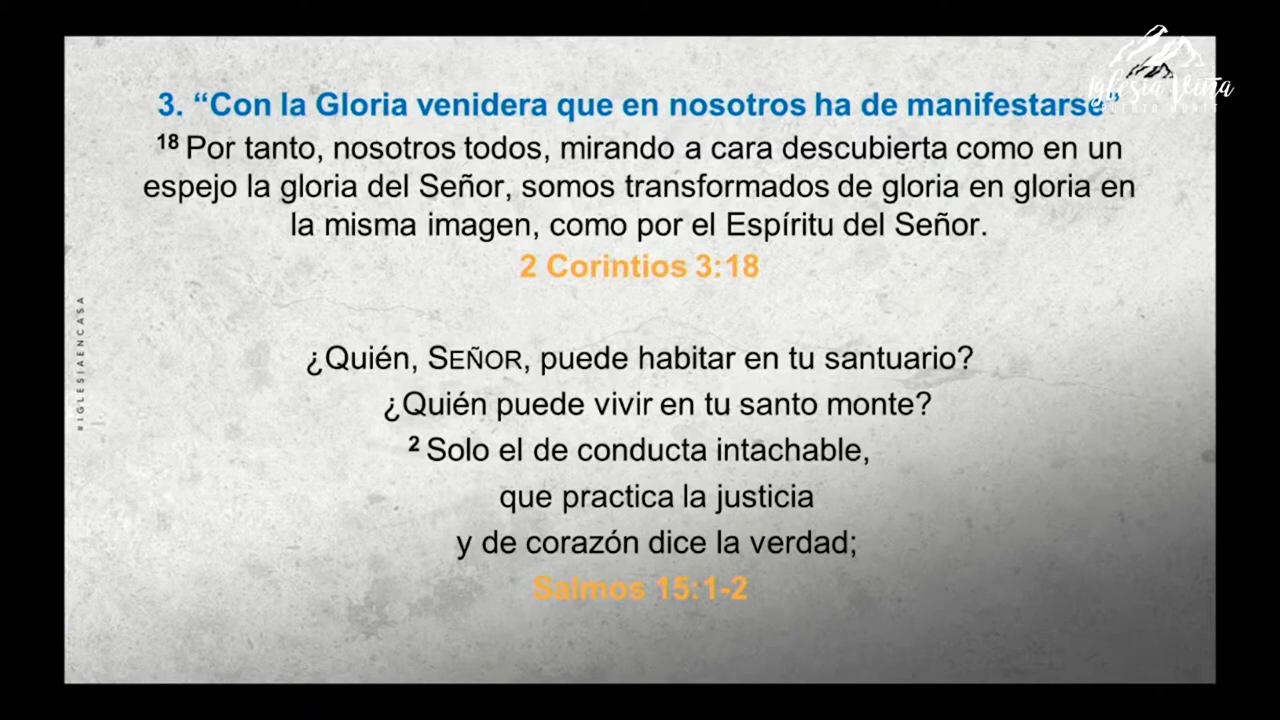 Iglesia Viña
3. “Con la Gloria venidera que en nosotros ha de manifestarse”
18 Por tanto, nosotros todos, mirando a cara descubierta como en un
espejo la gloria del Señor, somos transformados de gloria en gloria en
la misma imagen, como por el Espíritu del Señor.
2 Corintios 3:18
#IGLESIAENCASA
¿Quién, SEÑOR, puede habitar en tu santuario?
¿Quién puede vivir en tu santo monte?
2 Solo el de conducta intachable,
que practica la justicia
y de corazón dice la verdad;
Salmos 15:1-2